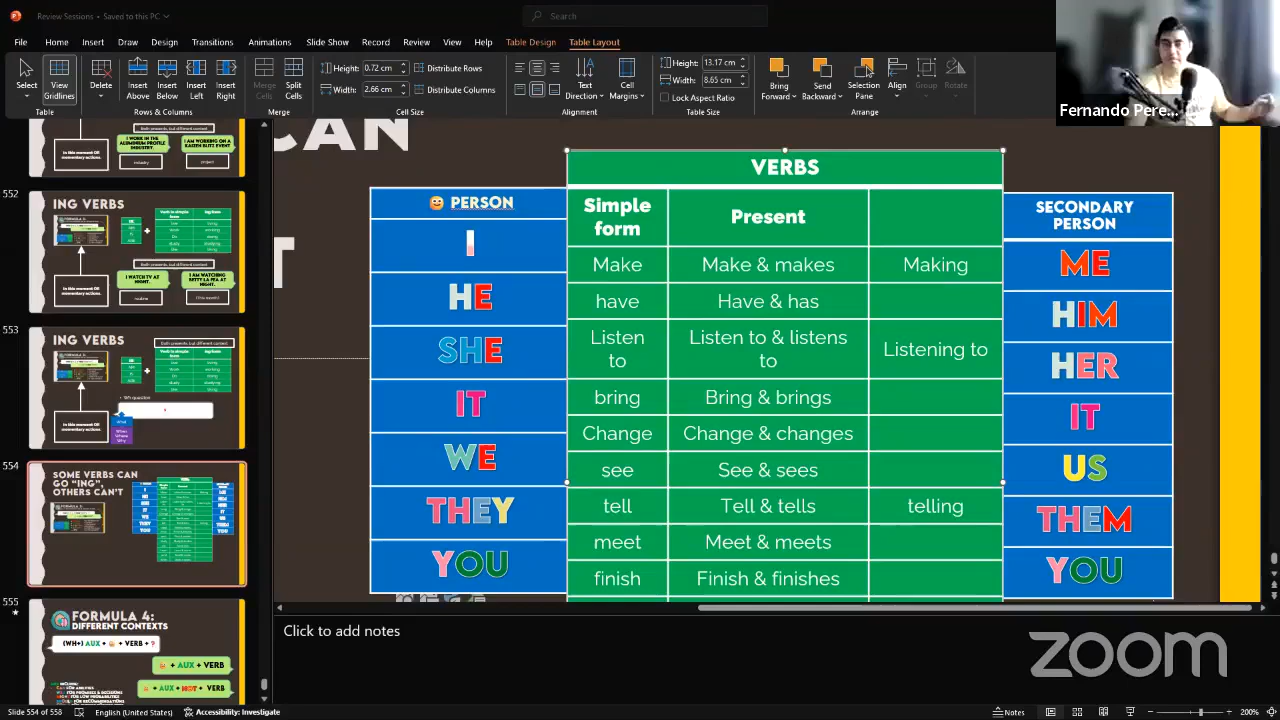 Review Sessions • Saved to this PC
Search
File Home Insert Draw Design Transitions Animations Slide Show Record Review View Help Table Design Table Layout
Select
View Gridlines
Delete
Insert Above
Insert Below
Insert Left
Insert Right
Merge Cells
Split Cells
Height: 0.72 cm
Width: 2.66 cm
Distribute Rows
Distribute Columns
Text Direction
Cell Margins
Height: 13.17 cm
Width: 8.65 cm
Lock Aspect Ratio
Bring Forward
Send Backward
Selection Pane
Align
Group
Rotate
Table
Rows & Columns
Merge
Cell Size
Alignment
Table Size
Arrange
Fernando Pere...
552
ING VERBS
553
ING VERBS
554
SOME VERBS CAN
GO "ING",
OTHERS CAN'T
555
FORMULA 4:
DIFFERENT CONTEXTS
(WH+) AUX + + VERB + ?
+ AUX + VERB
+ AUX + NOT + VERB
CAN
T
PERSON
I
HE
SHE
IT
WE
THEY
YOU
VERBS
Simple form Present
Make Make & makes Making
have Have & has
Listen to Listen to & listens to Listening to
bring Bring & brings
Change Change & changes
see See & sees
tell Tell & tells telling
meet Meet & meets
finish Finish & finishes
SECONDARY
PERSON
ME
HIM
HER
IT
US
THEM
YOU
Click to add notes
zoom
Slide 554 of 558 English (United States) Accessibility: Investigate Notes 200%